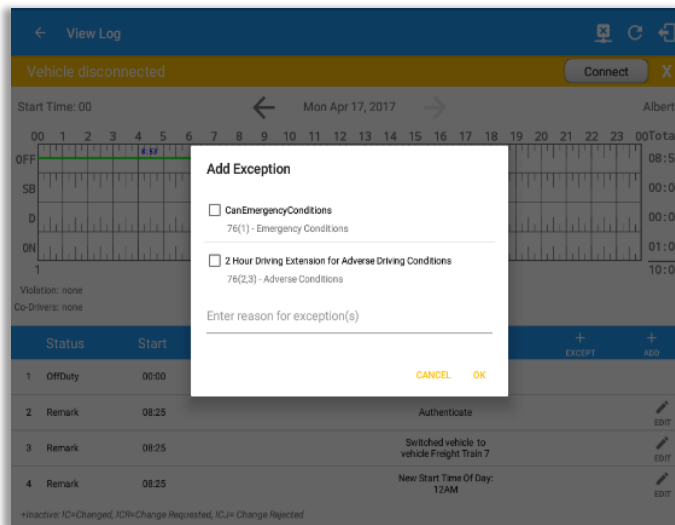 View Log
Vehicle disconnected
Connect
X
Start Time: 00
Mon Apr 17, 2017
Albert
00 1 2 3 4 5 6 7 8 9 10 11 12 13 14 15 16 17 18 19 20 21 22 23 00 Tota
OFF
8:53
08:5
SB
00:0
D
00:0
ON
01:0
1
10:0
Add Exception
CanEmergencyConditions
76(1) - Emergency Conditions
2 Hour Driving Extension for Adverse Driving Conditions
76(2,3) - Adverse Conditions
Enter reason for exception(s)
CANCEL OK
Violation: none
Co-Drivers: none
Status Start
+ EXCEPT
+ ADD
1 OffDuty 00:00
2 Remark 08:25 Authenticate EDIT
3 Remark 08:25 Switched vehicle to
vehicle Freight Train 7 EDIT
4 Remark 08:25 New Start Time Of Day:
12AM EDIT
+Inactive: IC=Changed, ICR=Change Requested, ICJ= Change Rejected